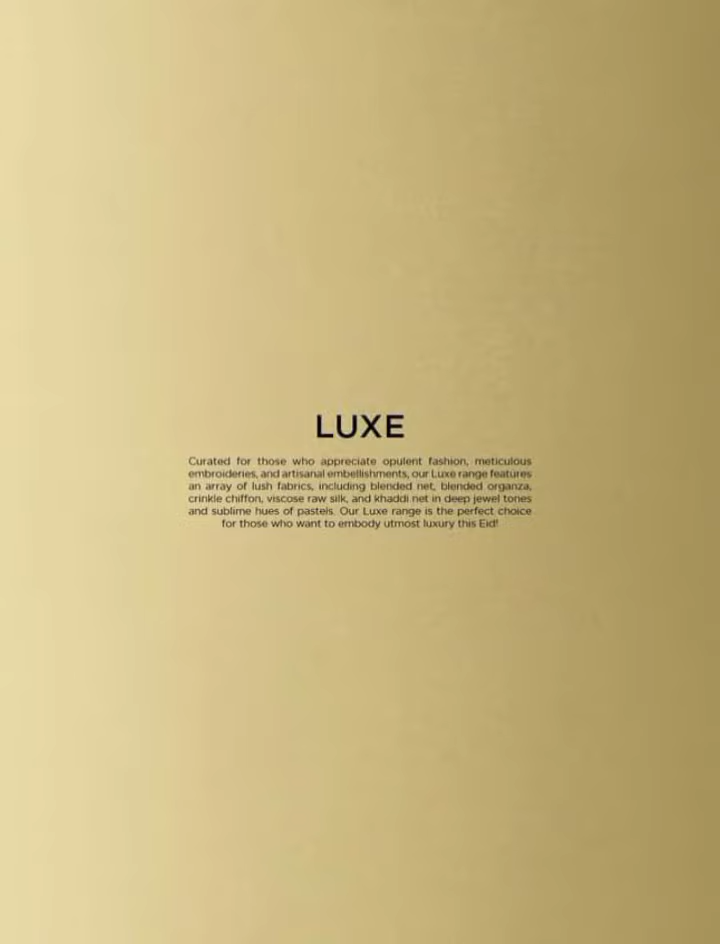 LUXE
Curated for those who appreciate opulent fashion, meticulous
embroideries, and artisanal embellishments, our Luxe range features
an array of lush fabrics, including blended net, blended organza,
crinkle chiffon, viscose raw silk, and khaddi net in deep jewel tones
and sublime hues of pastels. Our Luxe range is the perfect choice
for those who want to embody utmost luxury this Eid!